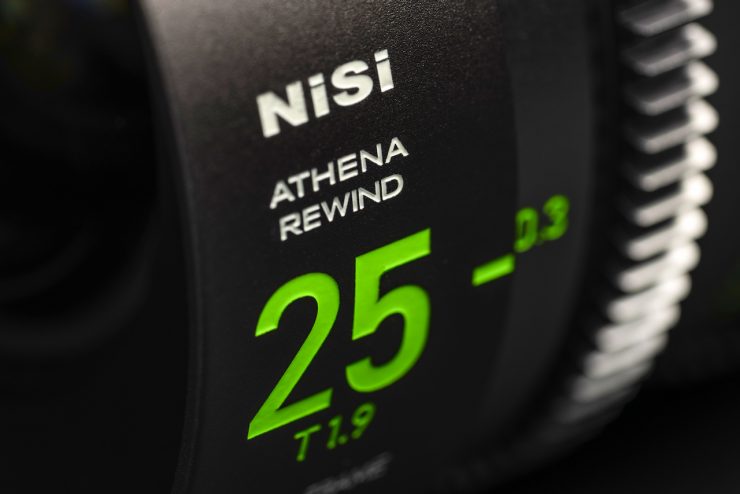 NiSi
ATHENA
REWIND
25
0.3
T1.9